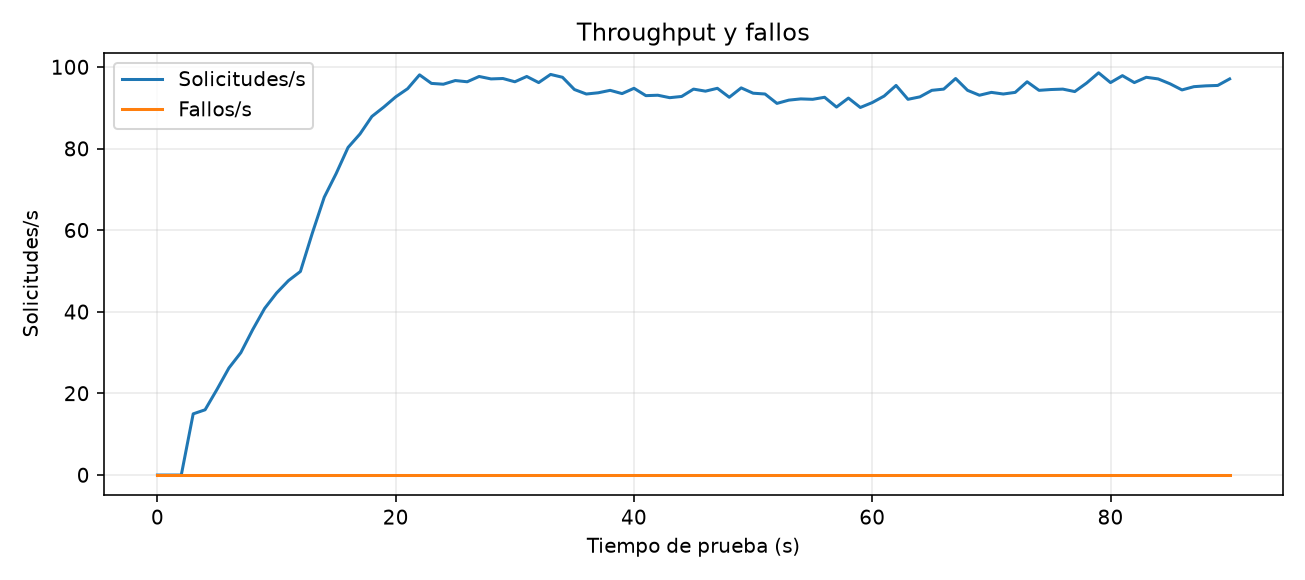 Throughput y fallos
Solicitudes/s
Fallos/s
100
80
60
40
20
0
Solicitudes/s
0 20 40 60 80
Tiempo de prueba (s)